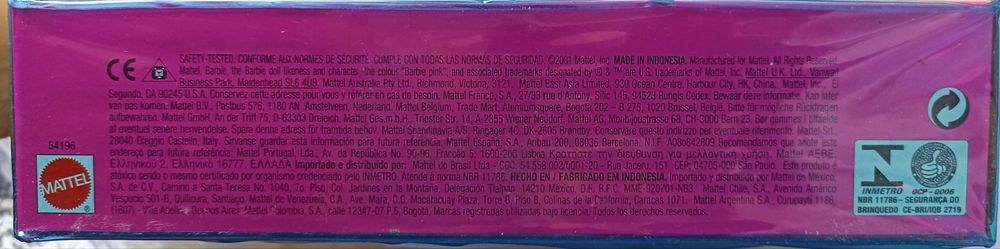 SAFETY-TESTED. CONFORME AUX NORMES DE SÉCURITÉ. CUMPLE CON TODAS LAS NORMAS DE SEGURIDAD. ©2001 Mattel, Inc. MADE IN INDONESIA. Manufactured for Mattel. All Rights Reserved.
CE
Mattel, Barbie, the Barbie doll likeness and the colour "Barbie pink", and associated trademarks designated by ® & ™ are U.S. trademarks of Mattel, Inc. Mattel U.K. Ltd., Vanwall
Business Park, Maidenhead SL6 4UB. Mattel Australia Pty Ltd., Richmond, Victoria. 3121. Mattel East Asia Limited, 930 Ocean Centre, Harbour City, HK, China. Mattel, Inc., El
Segundo, CA 90245 U.S.A. Conservez cette adresse pour vous y référer en cas de besoin. Mattel France, S.A., 27/33 rue d'Antony, Silic 145, 94523 Rungis Cedex. Bewaar deze informatie. Kan later
van pas komen. Mattel B.V., Postbus 576, 1180 AN Amstelveen, Nederland. Mattel Belgium, Trade Mart, Atomiumsquare, Bogota 202 - B 275, 1020 Brussel, België. Bitte für mögliche Rückfragen
aufbewahren. Mattel GmbH, An der Trift 75, D-63303 Dreieich. Mattel Ges.m.b.H., Triester Str. 14, A-2355 Wiener Neudorf. Mattel AG, Monbijoustrasse 68, CH-3000 Bern 23. Bør gemmes i tilfælde
af eventuel senere henvendelse. Spara denna adress för framtida behov. Mattel Scandinavia A/S, Ringager 4C, DK-2605 Brøndby. Conservate questo indirizzo per eventuale riferimento. Mattel Srl.,
28040 Oleggio Castello, Italy. Sirvanse guardar esta información para futura referencia. Mattel España, S.A., Aribau 200, 08036 Barcelona. N.I.F. A08o842809. Recomendamos que anote este
endereço para futura referência: Mattel Portugal, Lda., Av. da República No. 90-96, Fracção 5, 1600-206 Lisboa Κρατηστε την διευθυνση για μελλοντικη χρηση. Mattel AEBE,
Ελληνικου 2, Ελληνικο 16777. ΕΛΛΑΔΑ Importado e distribuido por: Mattel do Brasil Ltda.- CGC: 54.558.002/0001-20 - Rua 151. CEP 04705-000 São Paulo. Este produto é
atóxico sendo o mesmo certificado por organismo credenciado pelo INMETRO. Atende à norma NBR 11786. HECHO EN / FABRICADO EM INDONESIA. Importado y distribuido por Mattel de México,
S.A. de C.V., Camino a Santa Teresa No. 1040, 7o. Piso, Col. Jardines en la Montaña, Delegación Tlalpan, 14210 México, D.F. R.F.C. MME-920701-NB3. Mattel Chile, S.A., Avenida Américo
Vespucio 501-B, Quilicura, Santiago. Mattel de Venezuela, C.A., Ave. Mara, C.C. Macaracuay Plaza, Torre B, Piso 8, Colinas de la California, Caracas 1071. Mattel Argentina S.A., Curupaytí 1186
(1607) - Villa Adelina, Buenos Aires. Mattel Colombia, S.A., calle 123#7-07 P.5, Bogotá. Marcas registradas utilizadas bajo licencia. Todos los derechos reservados.
54196
MATTEL
INMETRO OCP - 0006
NBR 11786 - SEGURANÇA DO
BRINQUEDO CE-BRI/IQB 2719